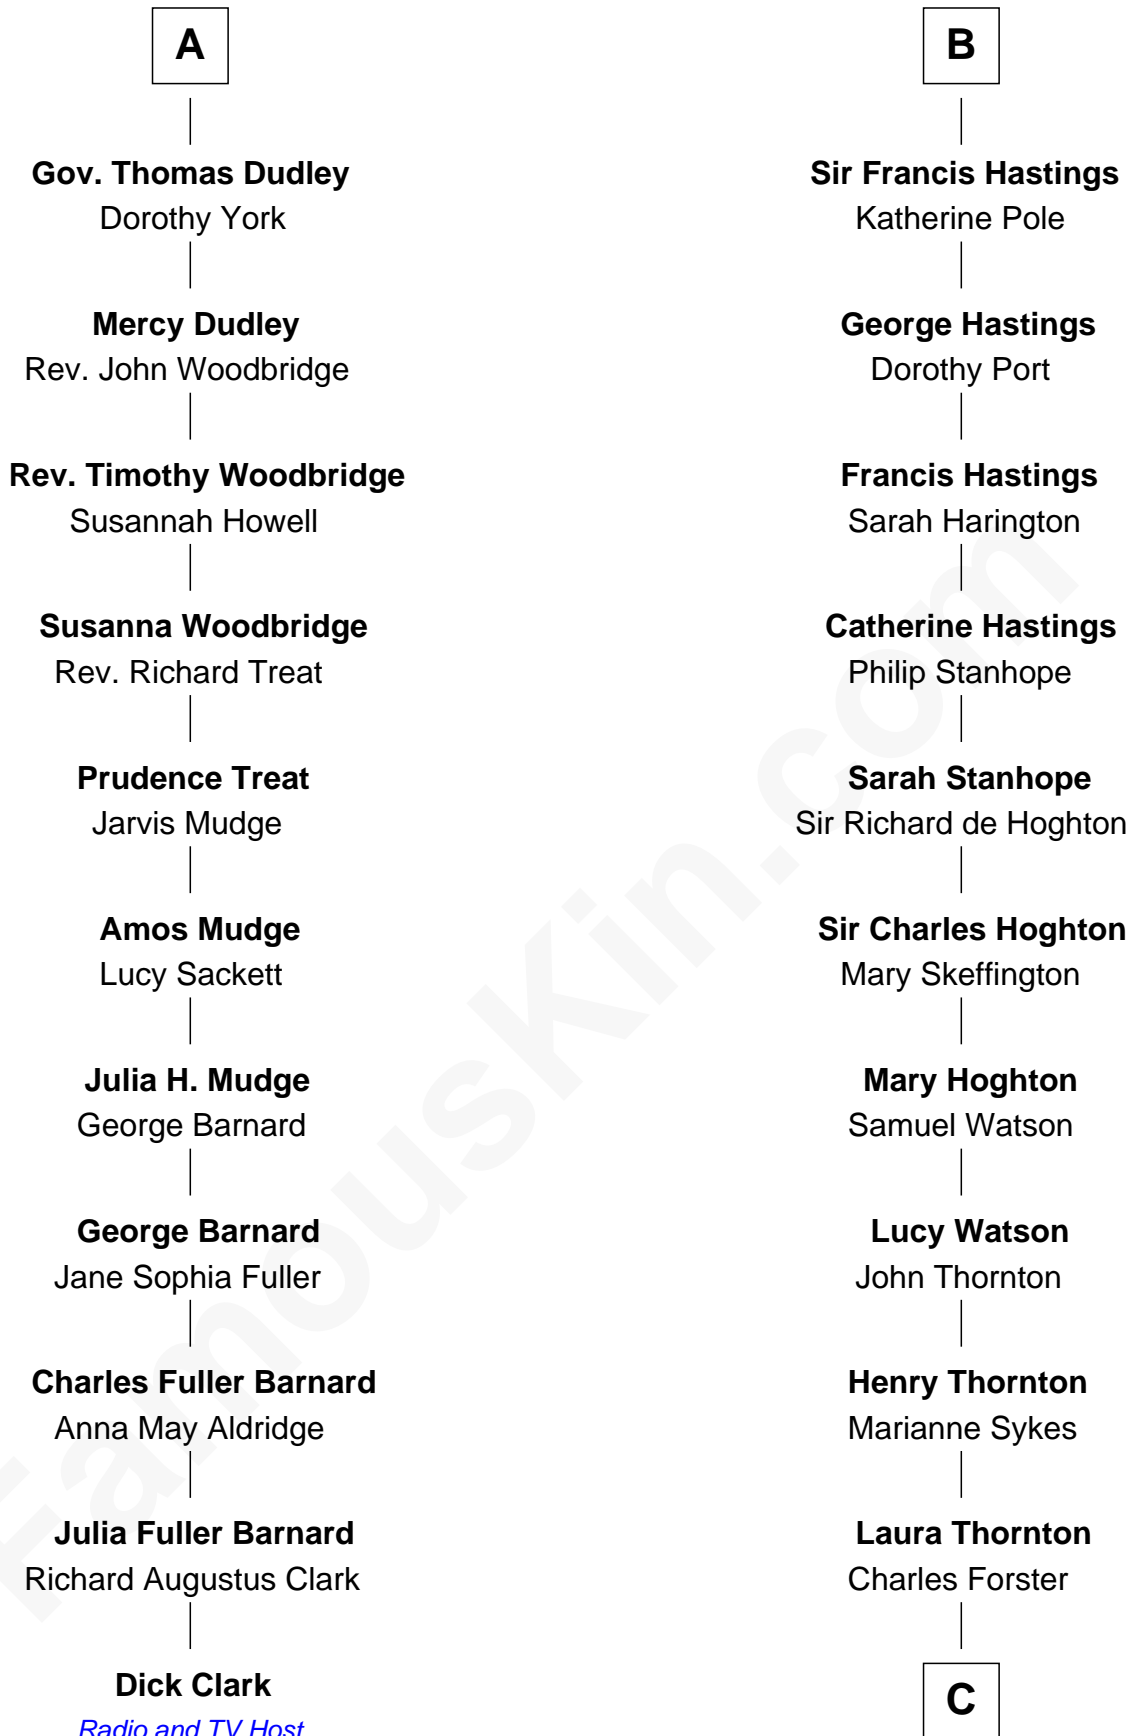 A
Gov. Thomas Dudley
Dorothy York
Mercy Dudley
Rev. John Woodbridge
Rev. Timothy Woodbridge
Susannah Howell
Susanna Woodbridge
Rev. Richard Treat
Prudence Treat
Jarvis Mudge
Amos Mudge
Lucy Sackett
Julia H. Mudge
George Barnard
George Barnard
Jane Sophia Fuller
Charles Fuller Barnard
Anna May Aldridge
Julia Fuller Barnard
Richard Augustus Clark
Dick Clark
Radio and TV Host
B
Sir Francis Hastings
Katherine Pole
George Hastings
Dorothy Port
Francis Hastings
Sarah Harington
Catherine Hastings
Philip Stanhope
Sarah Stanhope
Sir Richard de Hoghton
Sir Charles Hoghton
Mary Skeffington
Mary Hoghton
Samuel Watson
Lucy Watson
John Thornton
Henry Thornton
Marianne Sykes
Laura Thornton
Charles Forster
C
FamousKin.com